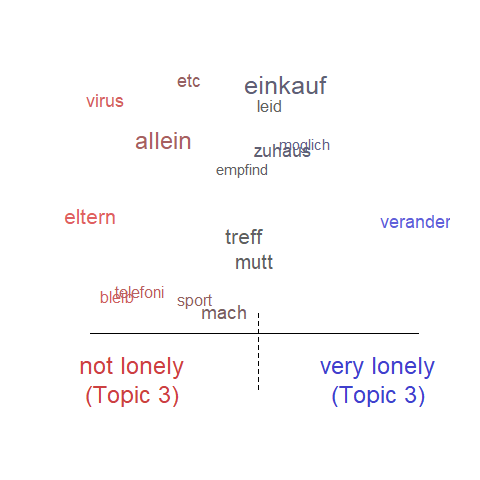 etc
einkauf
virus
leid
allein
moglich
zuhaus
empfind
eltern
verander
treff
mutt
telefoni
bleib
sport
mach
not lonely very lonely
(Topic 3) (Topic 3)